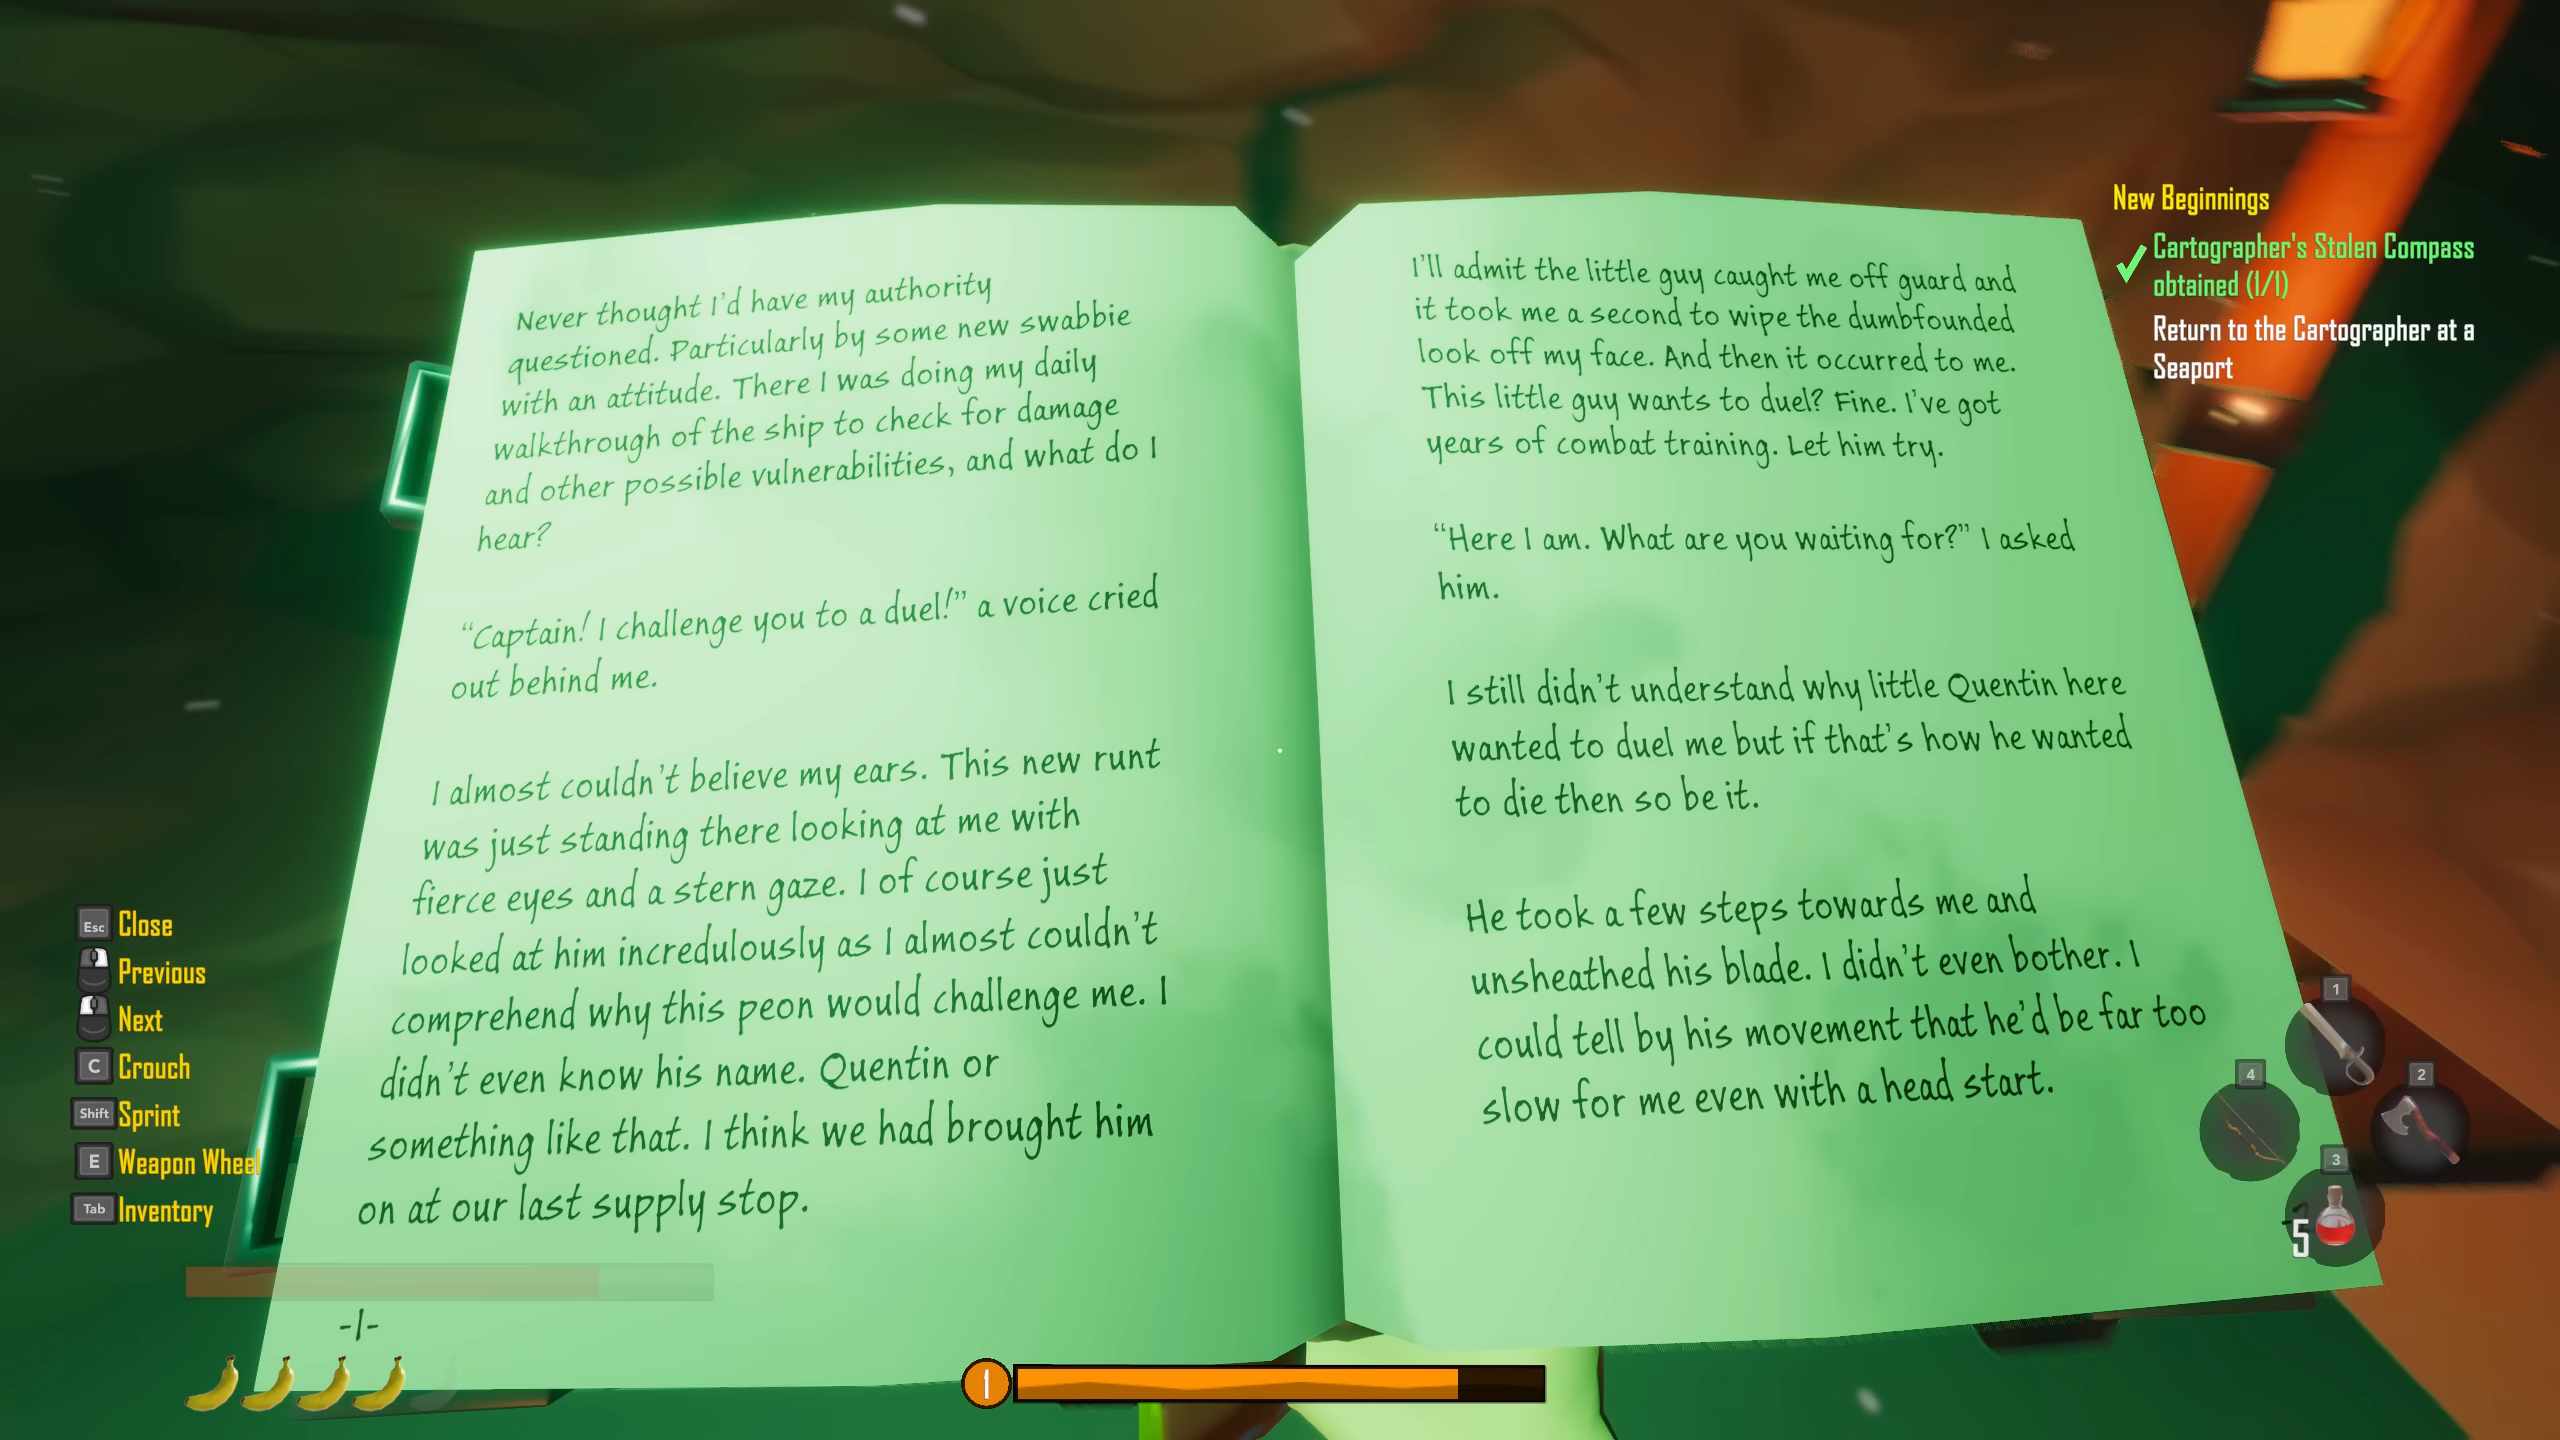 Never thought I'd have my authority
questioned. Particularly by some new swabbie
with an attitude. There I was doing my daily
walkthrough of the ship to check for damage
and other possible vulnerabilities, and what do I
hear?
“Captain! I challenge you to a duel!” a voice cried
out behind me.
I almost couldn't believe my ears. This new runt
was just standing there looking at me with
fierce eyes and a stern gaze. I of course just
looked at him incredulously as I almost couldn't
comprehend why this peon would challenge me. I
didn't even know his name. Quentin or
something like that. I think we had brought him
on at our last supply stop.
-1-
I'll admit the little guy caught me off guard and
it took me a second to wipe the dumbfounded
look off my face. And then it occurred to me.
This little guy wants to duel? Fine. I've got
years of combat training. Let him try.
“Here I am. What are you waiting for?” I asked
him.
I still didn't understand why little Quentin here
wanted to duel me but if that's how he wanted
to die then so be it.
He took a few steps towards me and
unsheathed his blade. I didn't even bother. I
could tell by his movement that he'd be far too
slow for me even with a head start.
New Beginnings
Cartographer's Stolen Compass
obtained (1/1)
Return to the Cartographer at a
Seaport
Esc Close
Previous
Next
C Crouch
Shift Sprint
E Weapon Wheel
Tab Inventory
1
2
4
3
5
1